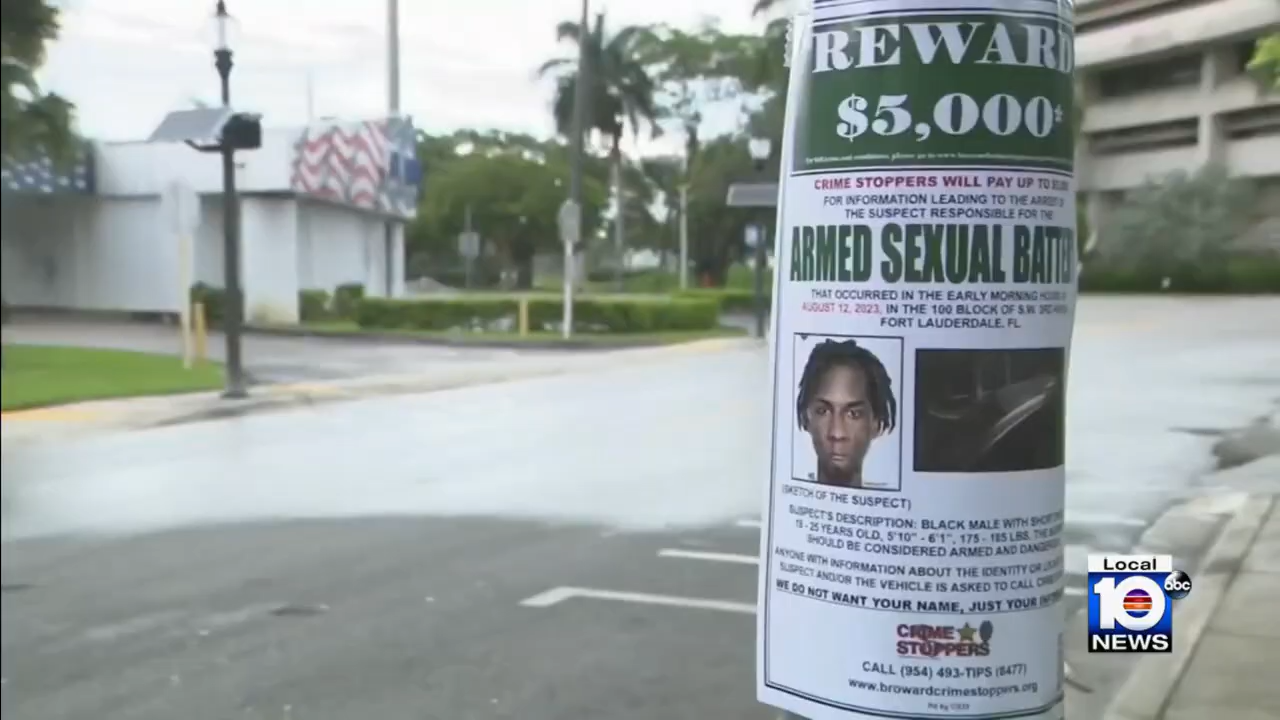 REWARD
$5,000*
CRIME STOPPERS WILL PAY UP TO
FOR INFORMATION LEADING TO THE ARREST
THE SUSPECT RESPONSIBLE FOR THE
ARMED SEXUAL BATTE
THAT OCCURRED IN THE EARLY MORNING
AUGUST 12, 2023, IN THE 100 BLOCK OF S.W. 3RD
FORT LAUDERDALE, FL
(SKETCH OF THE SUSPECT)
SUSPECT'S DESCRIPTION: BLACK MALE WITH SHORT
18 - 25 YEARS OLD, 5'10" - 6'1", 175 - 185 LBS. THE
SHOULD BE CONSIDERED ARMED AND
ANYONE WITH INFORMATION ABOUT THE IDENTITY OR
SUSPECT AND/OR THE VEHICLE IS ASKED TO CALL
WE DO NOT WANT YOUR NAME, JUST YOUR
CRIME
STOPPERS
CALL (954) 493-TIPS (8477)
www.browardcrimestoppers.org
Local
10 abc
NEWS